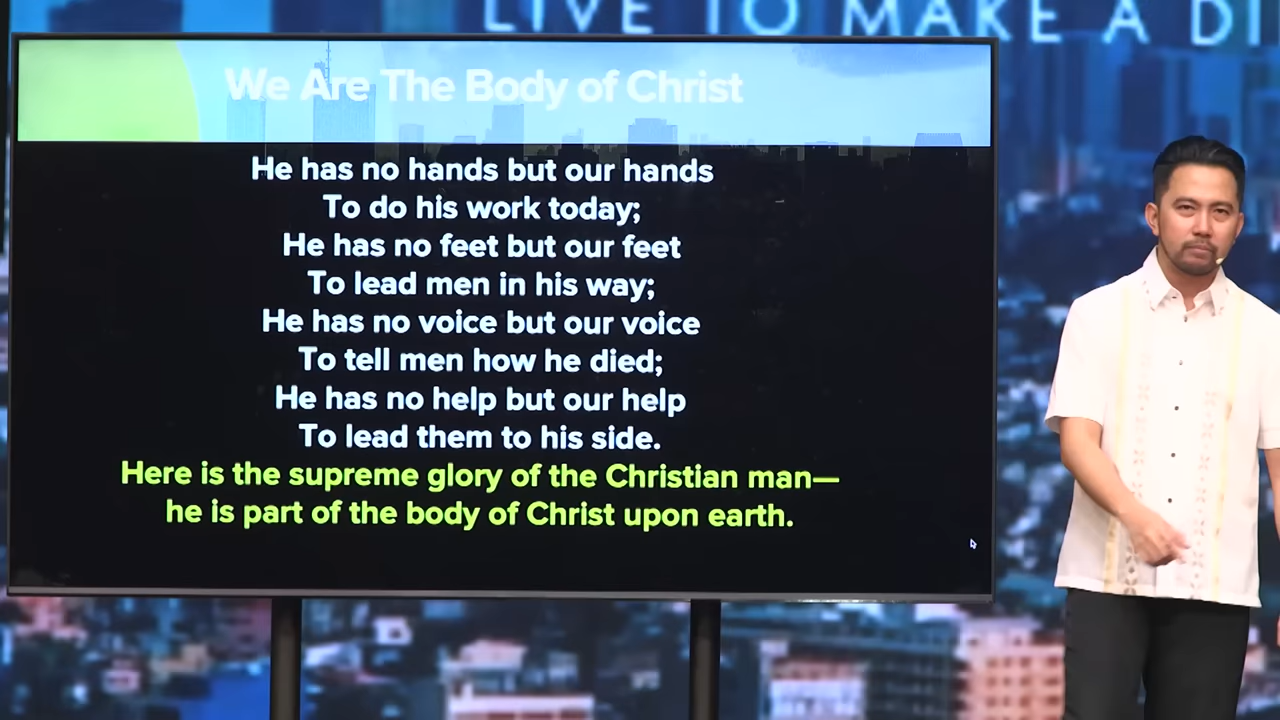 LIVE TO MAKE A DI
We Are The Body of Christ
He has no hands but our hands
To do his work today;
He has no feet but our feet
To lead men in his way;
He has no voice but our voice
To tell men how he died;
He has no help but our help
To lead them to his side.
Here is the supreme glory of the Christian man—
he is part of the body of Christ upon earth.